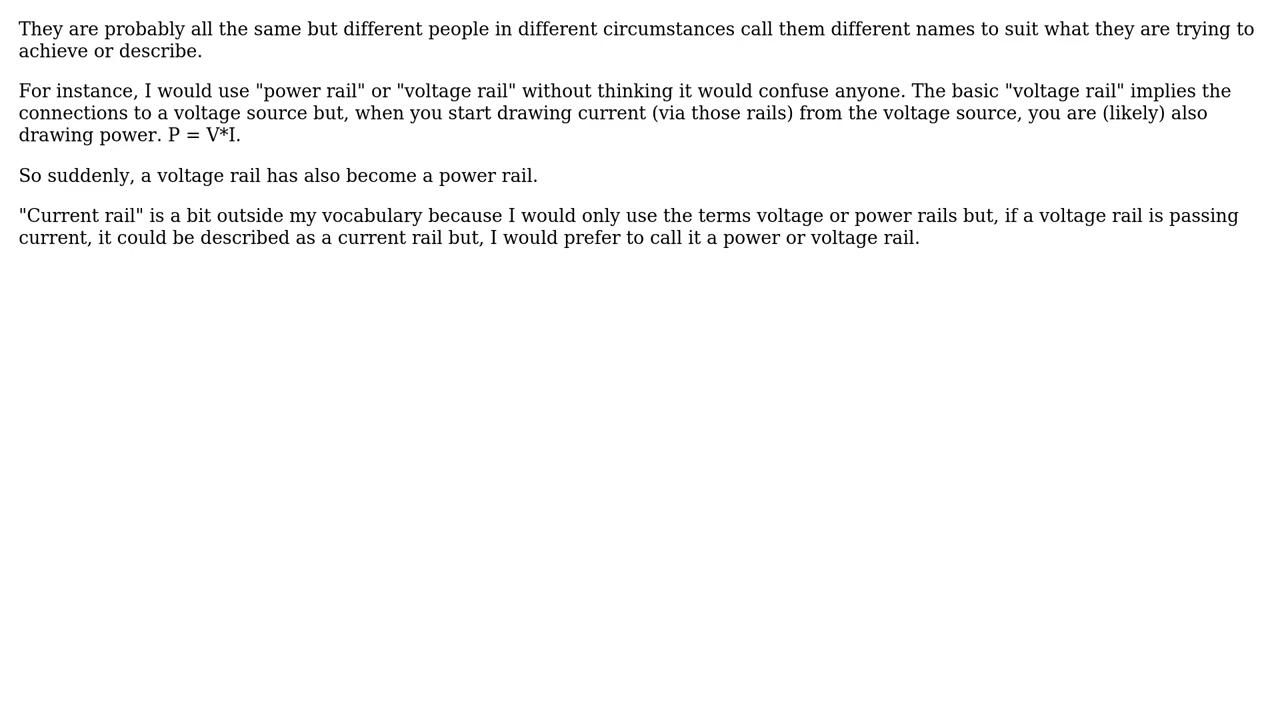 They are probably all the same but different people in different circumstances call them different names to suit what they are trying to
achieve or describe.
For instance, I would use "power rail" or "voltage rail" without thinking it would confuse anyone. The basic "voltage rail" implies the
connections to a voltage source but, when you start drawing current (via those rails) from the voltage source, you are (likely) also
drawing power. P = V*I.
So suddenly, a voltage rail has also become a power rail.
"Current rail" is a bit outside my vocabulary because I would only use the terms voltage or power rails but, if a voltage rail is passing
current, it could be described as a current rail but, I would prefer to call it a power or voltage rail.